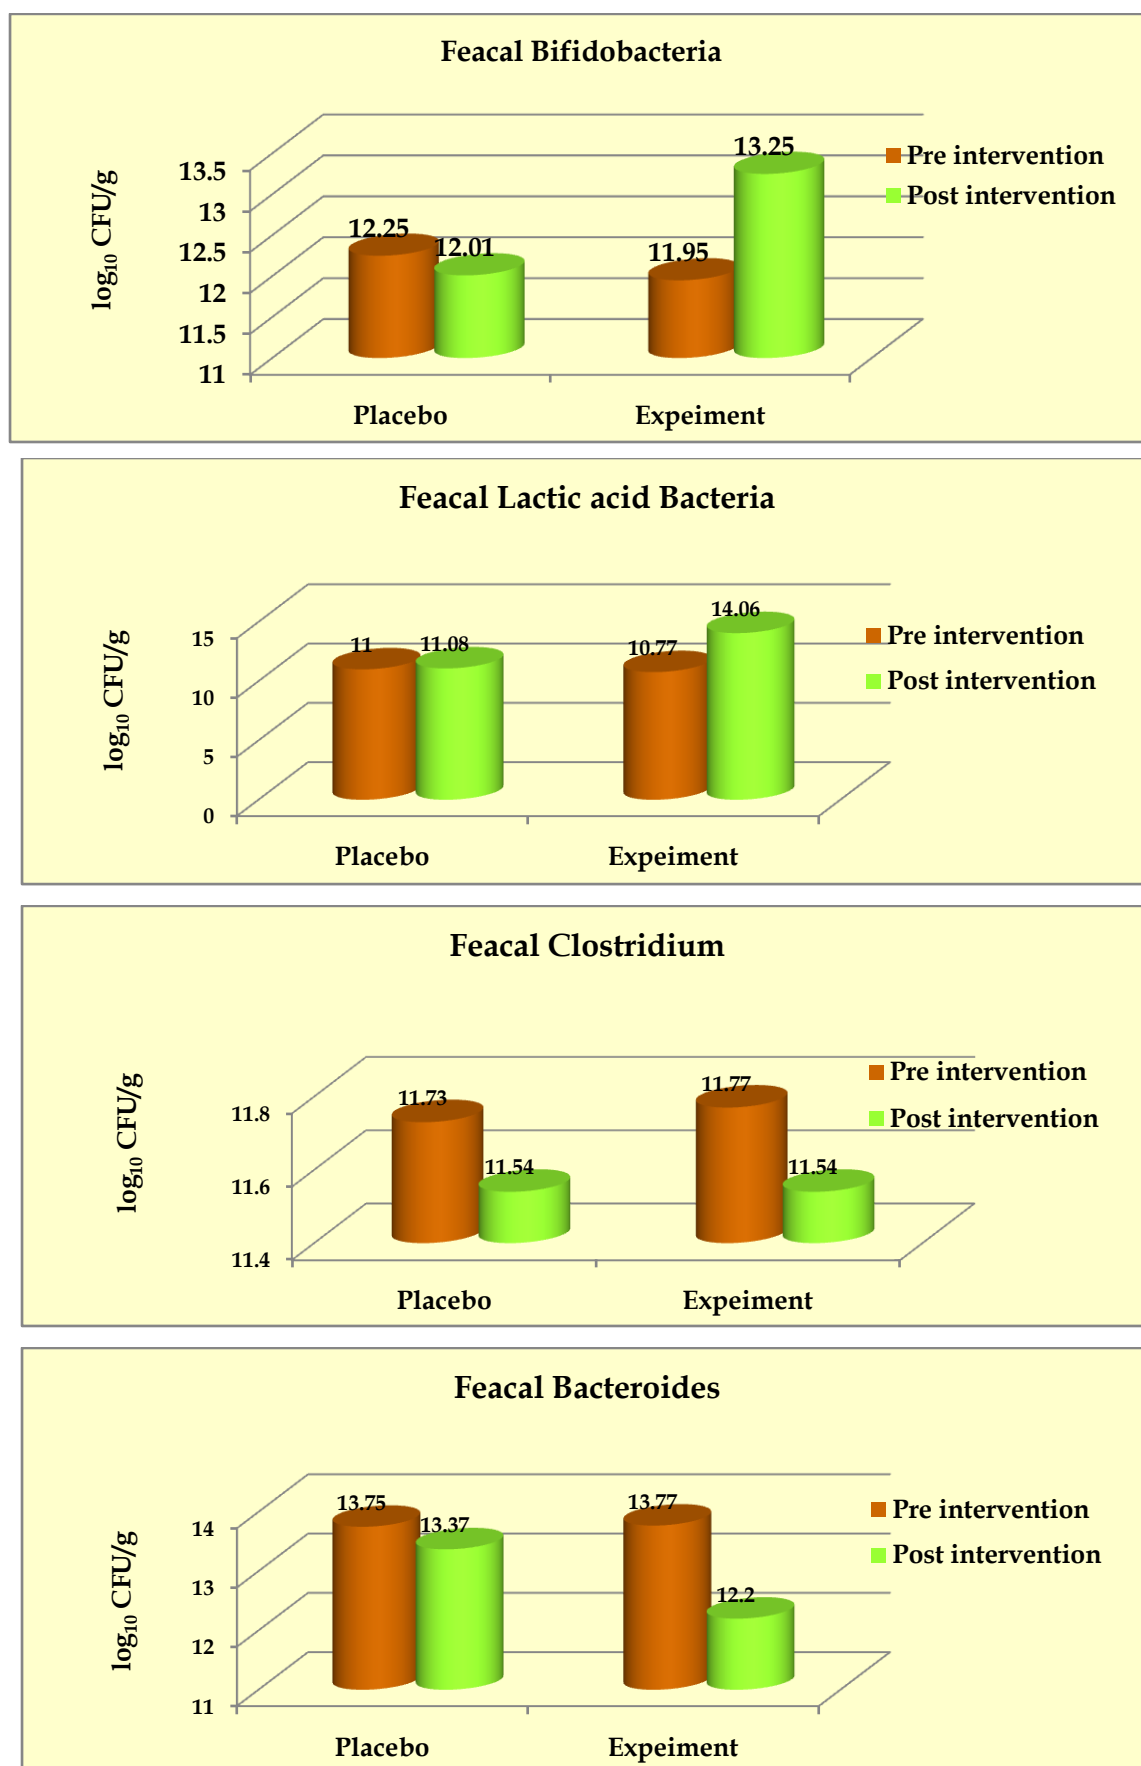 Feacal Bifidobacteria
log₁₀ CFU/g
13.5
13
12.5
12
11.5
11
12.25
12.01
11.95
13.25
Pre intervention
Post intervention
Placebo
Expeiment
Feacal Lactic acid Bacteria
log₁₀ CFU/g
15
10
5
0
11
11.08
10.77
14.06
Pre intervention
Post intervention
Placebo
Expeiment
Feacal Clostridium
log₁₀ CFU/g
11.8
11.6
11.4
11.73
11.54
11.77
11.54
Pre intervention
Post intervention
Placebo
Expeiment
Feacal Bacteroides
log₁₀ CFU/g
14
13
12
11
13.75
13.37
13.77
12.2
Pre intervention
Post intervention
Placebo
Expeiment